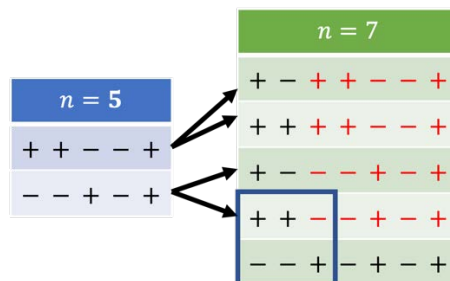 n = 5
+ + − − +
− − + − +
n = 7
+ − + + − − +
+ + + + − − +
+ − − − + − +
+ + − − + − +
− − + − + − +